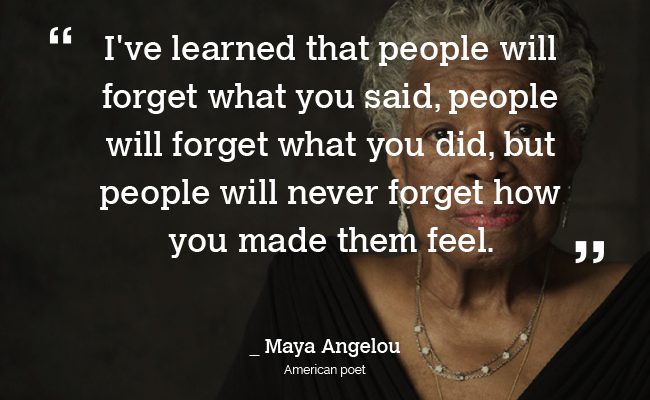 “ I've learned that people will
forget what you said, people
will forget what you did, but
people will never forget how
you made them feel. ”
_ Maya Angelou
American poet